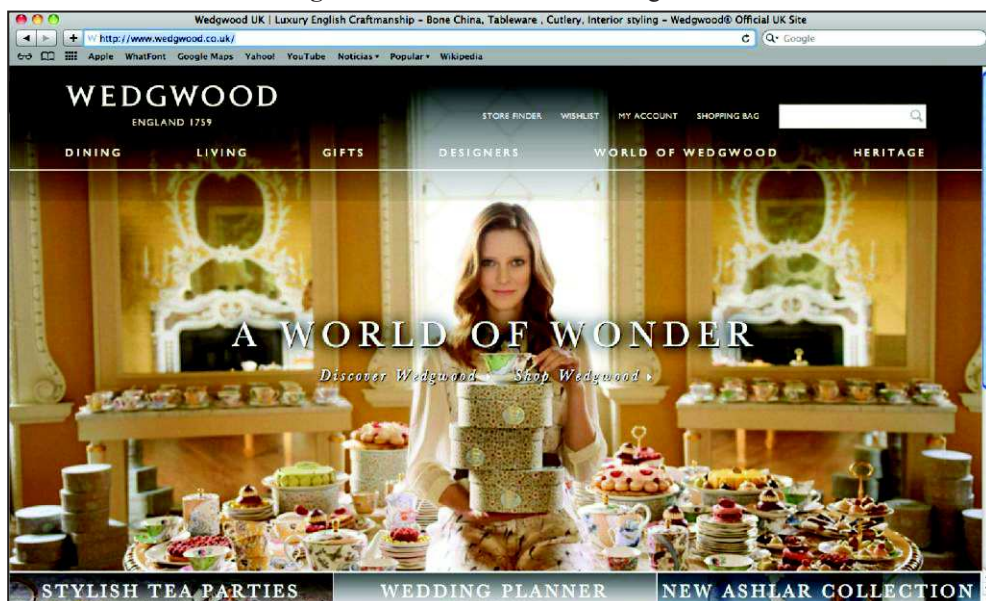 Wedgwood UK | Luxury English Craftmanship – Bone China, Tableware , Cutlery, Interior styling – Wedgwood® Official UK Site
http://www.wedgwood.co.uk/
Google
Apple WhatFont Google Maps Yahoo! YouTube Noticias Popular Wikipedia
WEDGWOOD
ENGLAND 1759
STORE FINDER WISHLIST MY ACCOUNT SHOPPING BAG
DINING LIVING GIFTS DESIGNERS WORLD OF WEDGWOOD HERITAGE
A WORLD OF WONDER
Discover Wedgwood Shop Wedgwood
STYLISH TEA PARTIES WEDDING PLANNER NEW ASHLAR COLLECTION